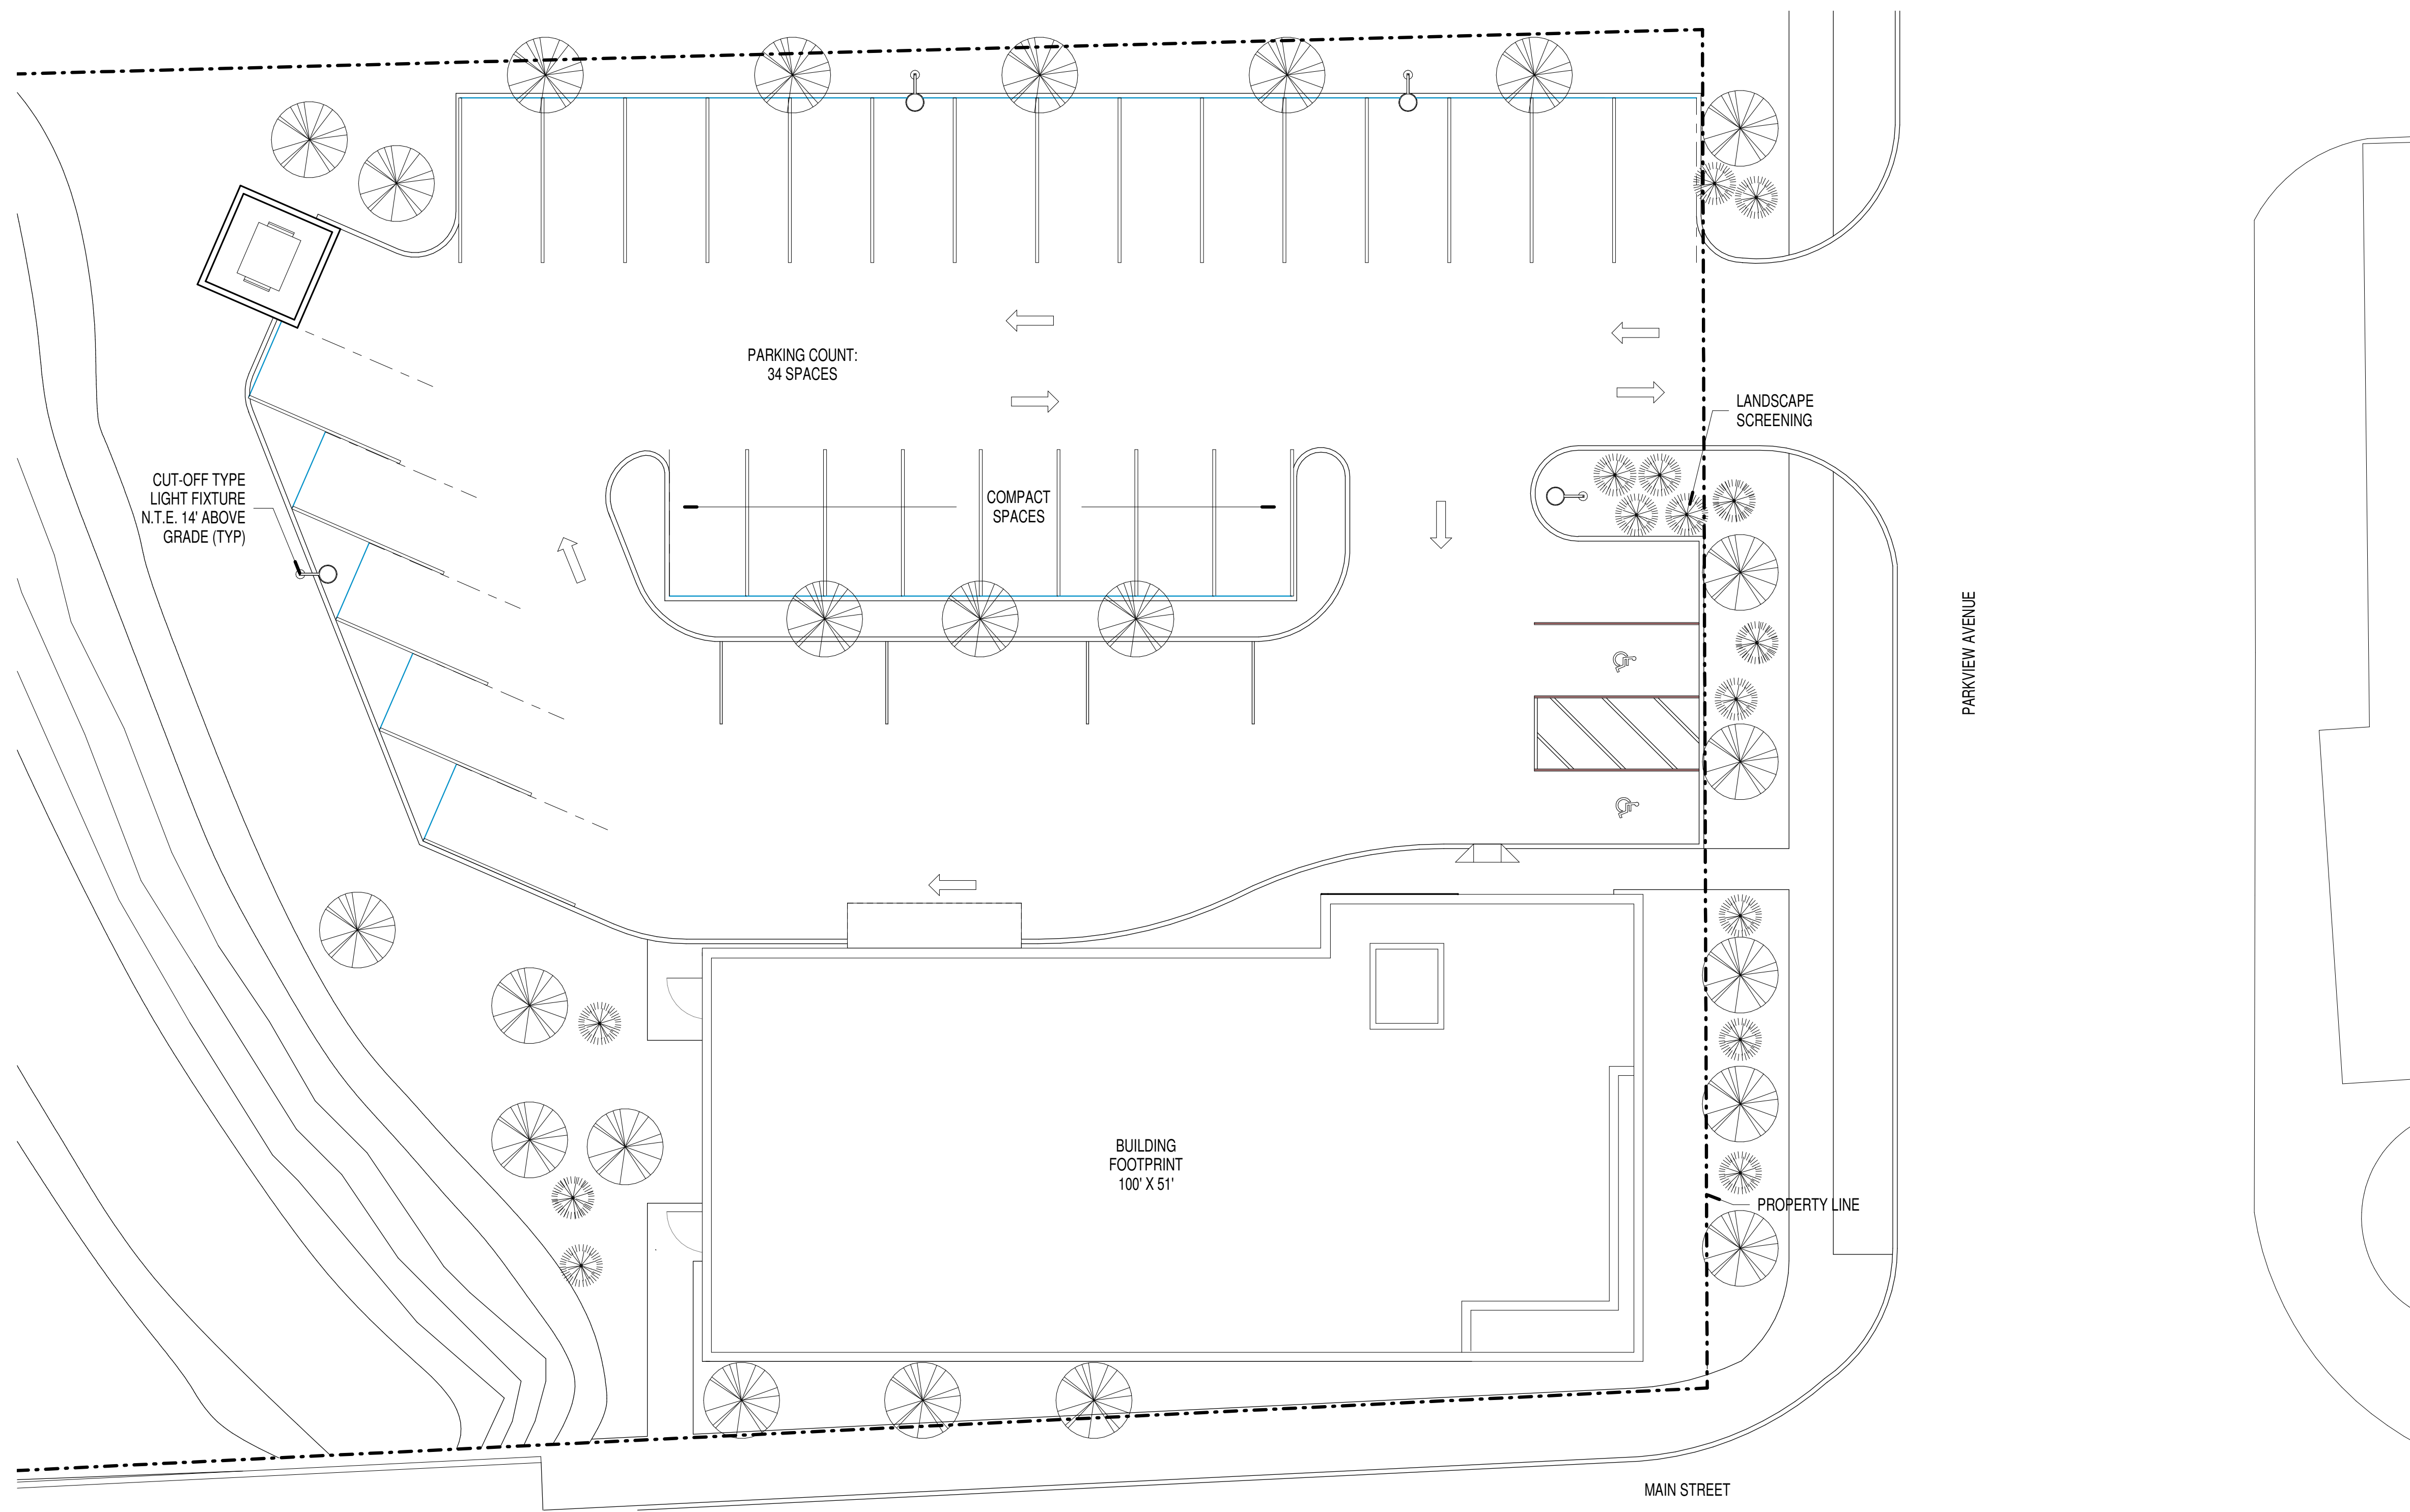 PARKING COUNT:
34 SPACES
LANDSCAPE
SCREENING
CUT-OFF TYPE
LIGHT FIXTURE
N.T.E. 14' ABOVE
GRADE (TYP)
COMPACT
SPACES
PARKVIEW AVENUE
BUILDING
FOOTPRINT
100' X 51'
PROPERTY LINE
MAIN STREET